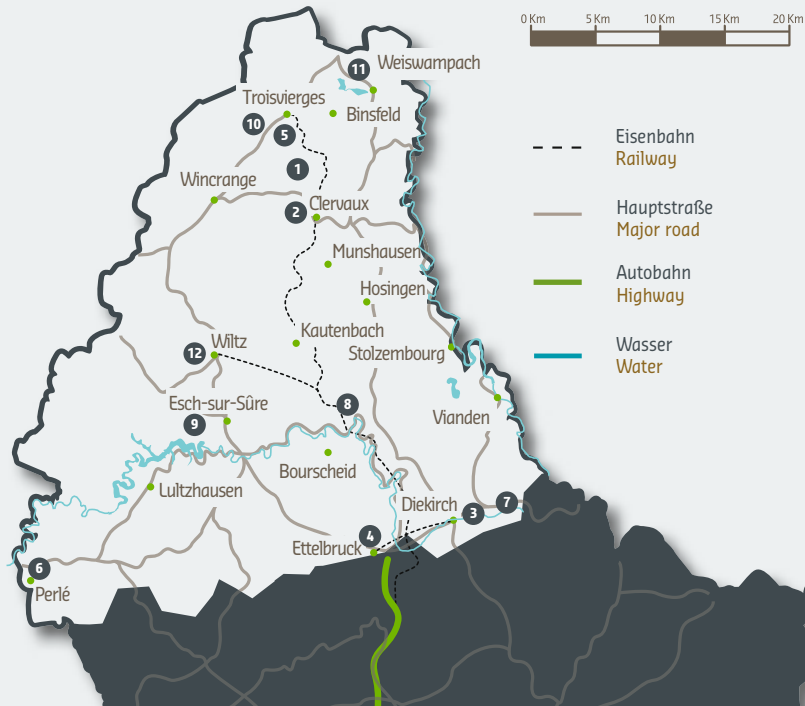 0 Km 5 Km 10 Km 15 Km 20 Km
11 Weiswampach
Troisvierges
10
Binsfeld
5
1
Wincrange
2 Clervaux
Munshausen
Hosingen
Kautenbach
Wiltz
12
Stolzembourg
Esch-sur-Sûre
8
9
Vianden
Bourscheid
Lultzhausen
Diekirch
3
7
4
Ettelbruck
6
Perlé
Eisenbahn
Railway
Hauptstraße
Major road
Autobahn
Highway
Wasser
Water